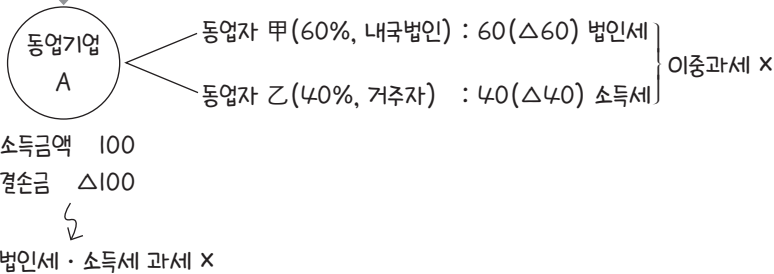 동업기업
A
동업자 甲(60%, 내국법인) : 60(△60) 법인세
동업자 乙(40%, 거주자) : 40(△40) 소득세
이중과세 ×
소득금액 100
결손금 △100
법인세 · 소득세 과세 ×